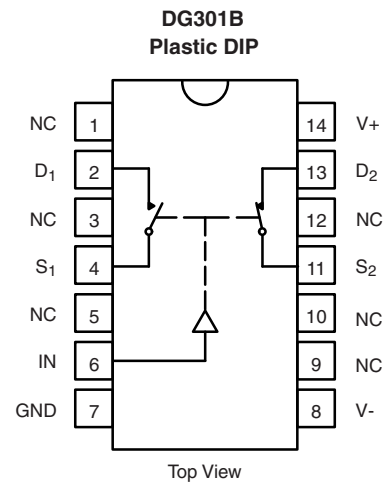 DG301B
Plastic DIP
NC 1 14 V+
D1 2 13 D2
NC 3 12 NC
S1 4 11 S2
NC 5 10 NC
IN 6 9 NC
GND 7 8 V-
Top View